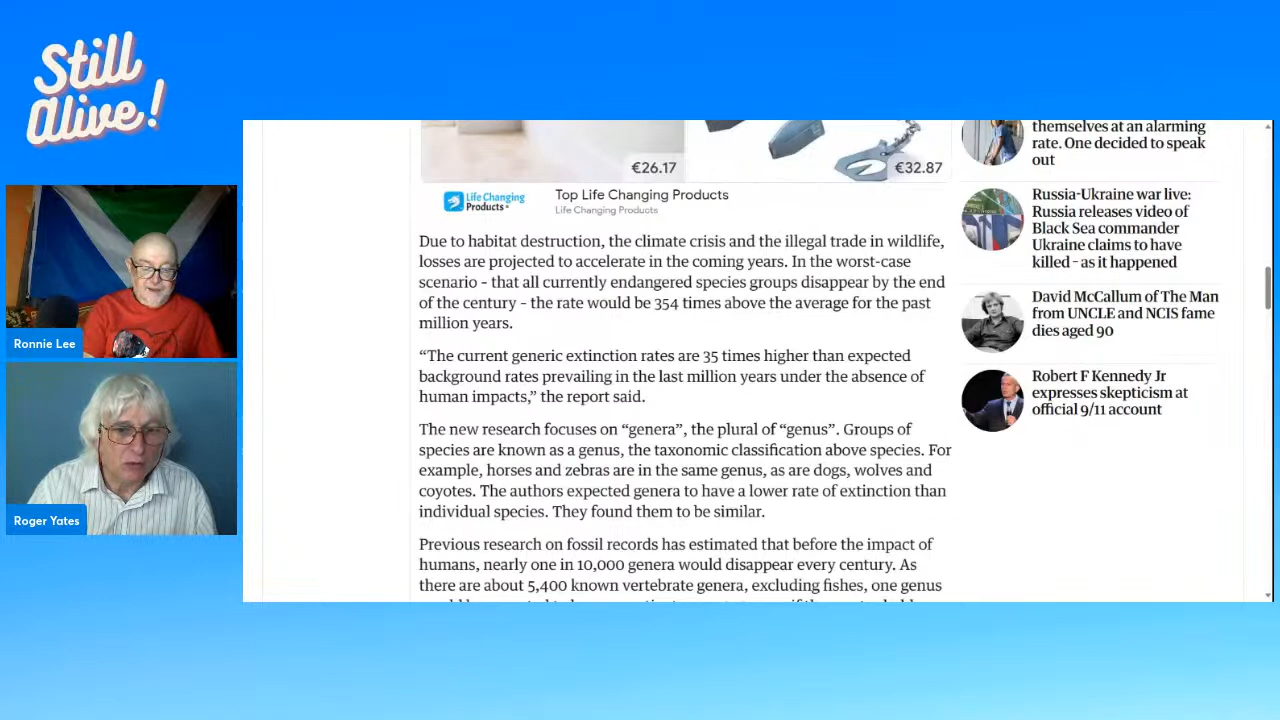 Still
Alive!
Ronnie Lee
Roger Yates
€26.17
€32.87
Life Changing
Products
Top Life Changing Products
Life Changing Products
Due to habitat destruction, the climate crisis and the illegal trade in wildlife,
losses are projected to accelerate in the coming years. In the worst-case
scenario – that all currently endangered species groups disappear by the end
of the century – the rate would be 354 times above the average for the past
million years.
“The current generic extinction rates are 35 times higher than expected
background rates prevailing in the last million years under the absence of
human impacts,” the report said.
The new research focuses on “genera”, the plural of “genus”. Groups of
species are known as a genus, the taxonomic classification above species. For
example, horses and zebras are in the same genus, as are dogs, wolves and
coyotes. The authors expected genera to have a lower rate of extinction than
individual species. They found them to be similar.
Previous research on fossil records has estimated that before the impact of
humans, nearly one in 10,000 genera would disappear every century. As
there are about 5,400 known vertebrate genera, excluding fishes, one genus
themselves at an alarming
rate. One decided to speak
out
Russia-Ukraine war live:
Russia releases video of
Black Sea commander
Ukraine claims to have
killed – as it happened
David McCallum of The Man
from UNCLE and NCIS fame
dies aged 90
Robert F Kennedy Jr
expresses skepticism at
official 9/11 account